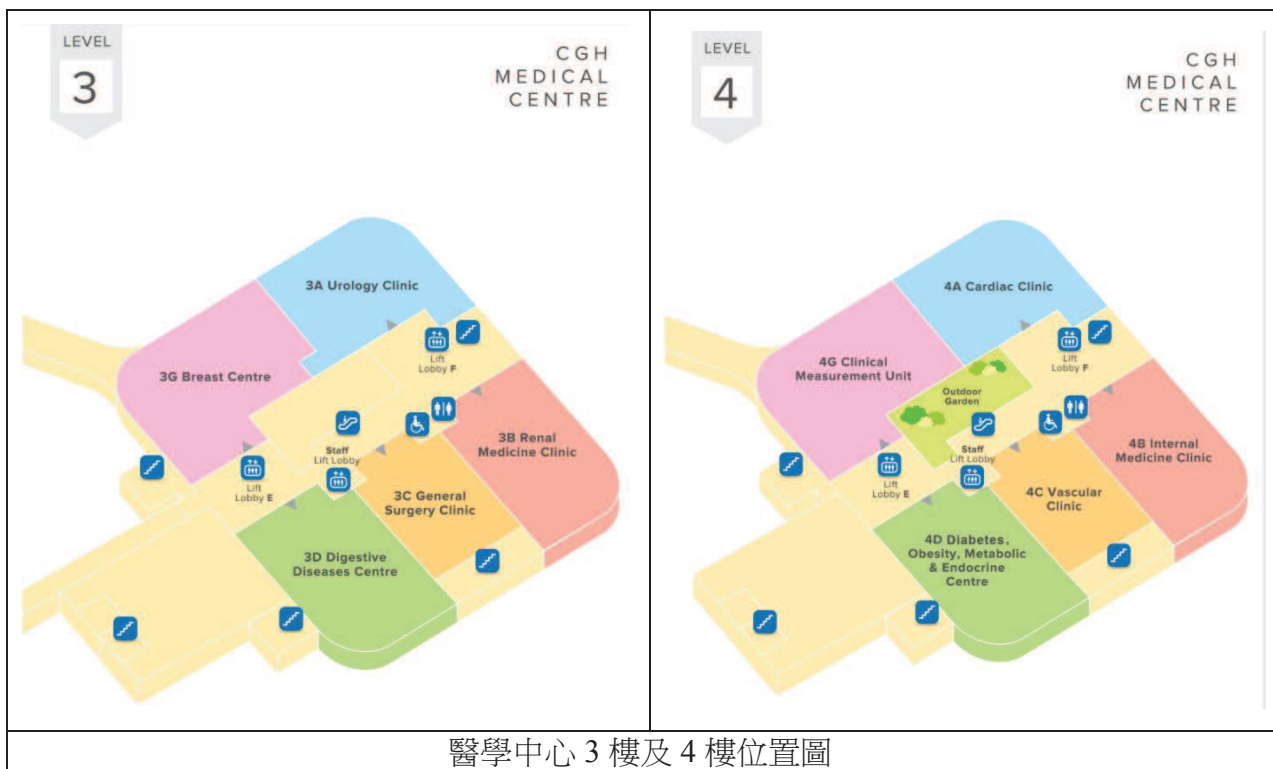 LEVEL
3
CGH
MEDICAL
CENTRE
3A Urology Clinic
Lift
Lobby F
3G Breast Centre
3B Renal
Medicine Clinic
Staff
Lift Lobby
Lift
Lobby E
3C General
Surgery Clinic
3D Digestive
Diseases Centre
LEVEL
4
CGH
MEDICAL
CENTRE
4A Cardiac Clinic
Lift
Lobby F
4G Clinical
Measurement Unit
Outdoor
Garden
4B Internal
Medicine Clinic
Staff
Lift Lobby
Lift
Lobby E
4C Vascular
Clinic
4D Diabetes,
Obesity, Metabolic
& Endocrine
Centre
醫學中心 3 樓及 4 樓位置圖